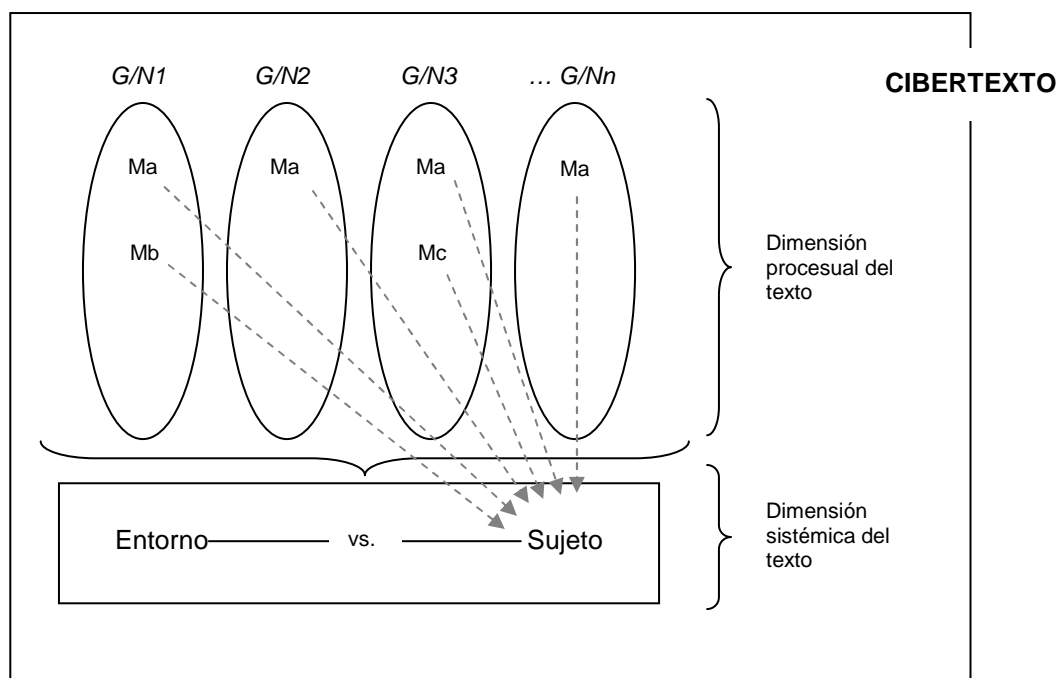 G/N1 G/N2 G/N3 … G/Nn
CIBERTEXTO
Ma Ma Ma Ma
Mb Mc
Dimensión
procesual del
texto
Entorno vs. Sujeto
Dimensión
sistémica del
texto